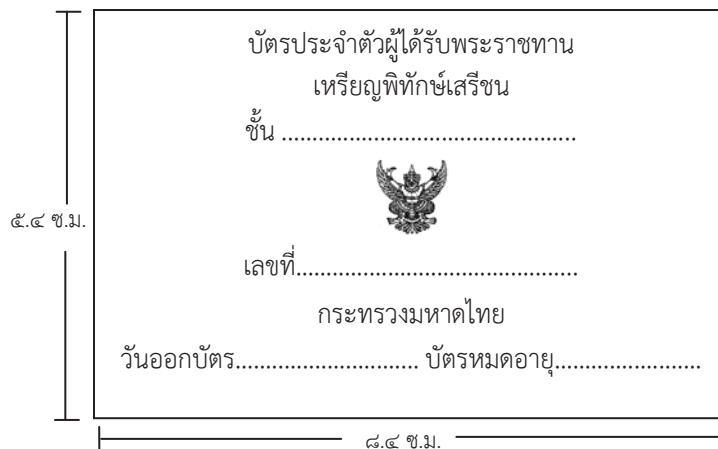 บัตรประจำตัวผู้ได้รับพระราชทาน
เหรียญพิทักษ์เสรีชน
ชั้น ................................................
๕.๔ ซ.ม.
เลขที่..............................................
กระทรวงมหาดไทย
วันออกบัตร.............................. บัตรหมดอายุ........................
๘.๔ ซ.ม.